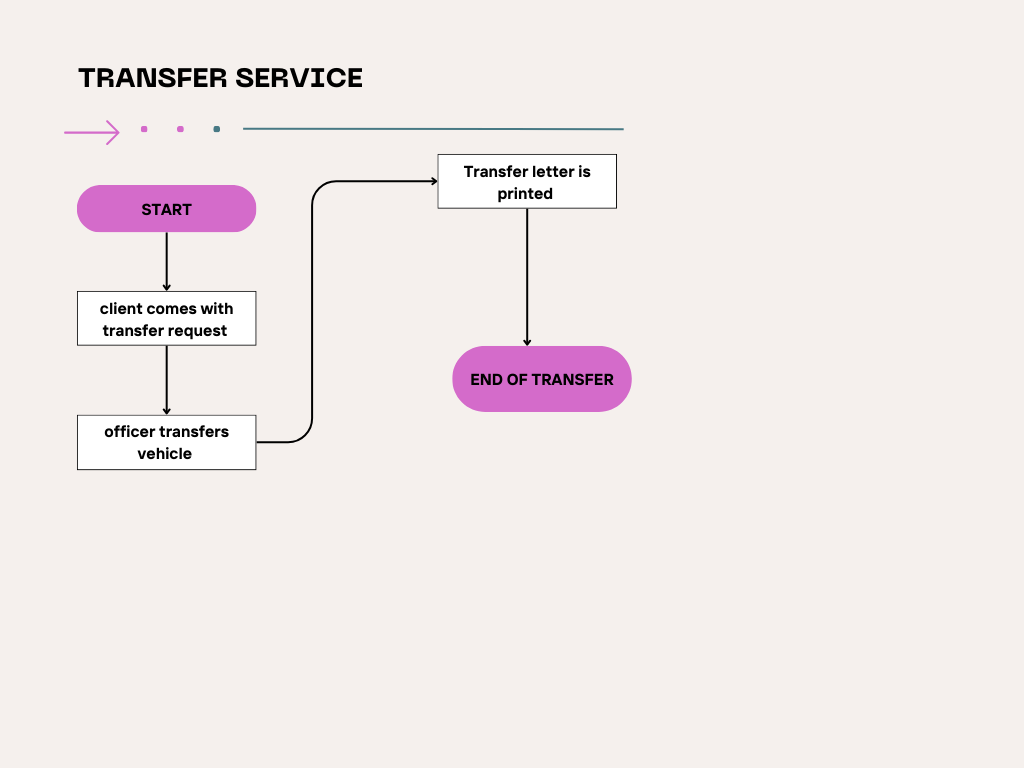 TRANSFER SERVICE
START
client comes with
transfer request
officer transfers
vehicle
Transfer letter is
printed
END OF TRANSFER